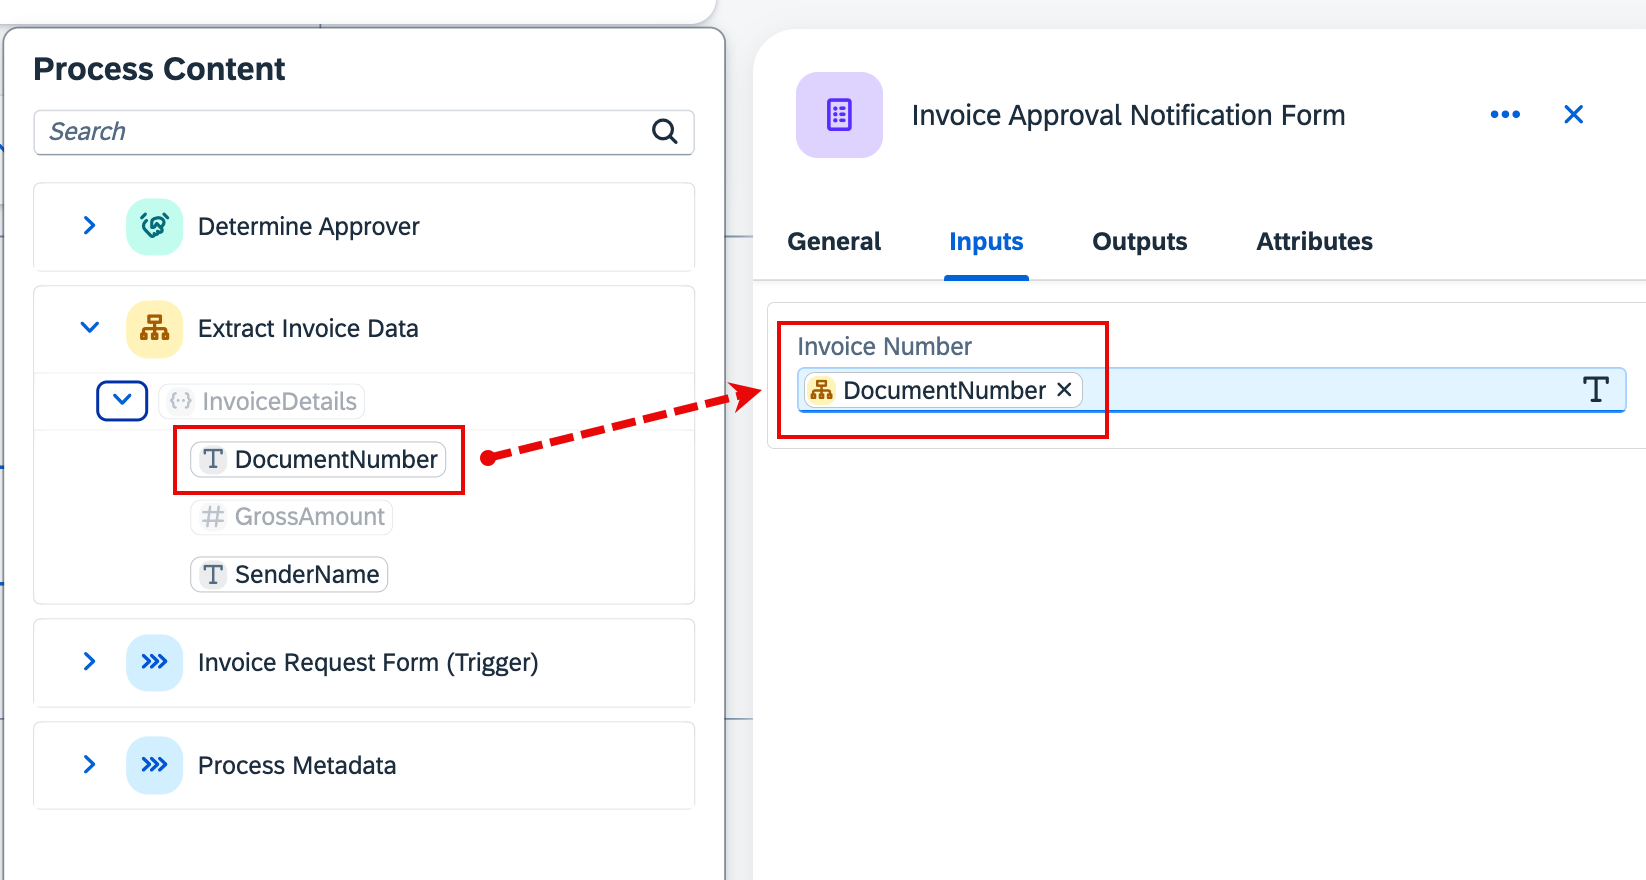 Process Content
Search
Determine Approver
Extract Invoice Data
InvoiceDetails
DocumentNumber
GrossAmount
SenderName
Invoice Request Form (Trigger)
Process Metadata
Invoice Approval Notification Form
General Inputs Outputs Attributes
Invoice Number
DocumentNumber